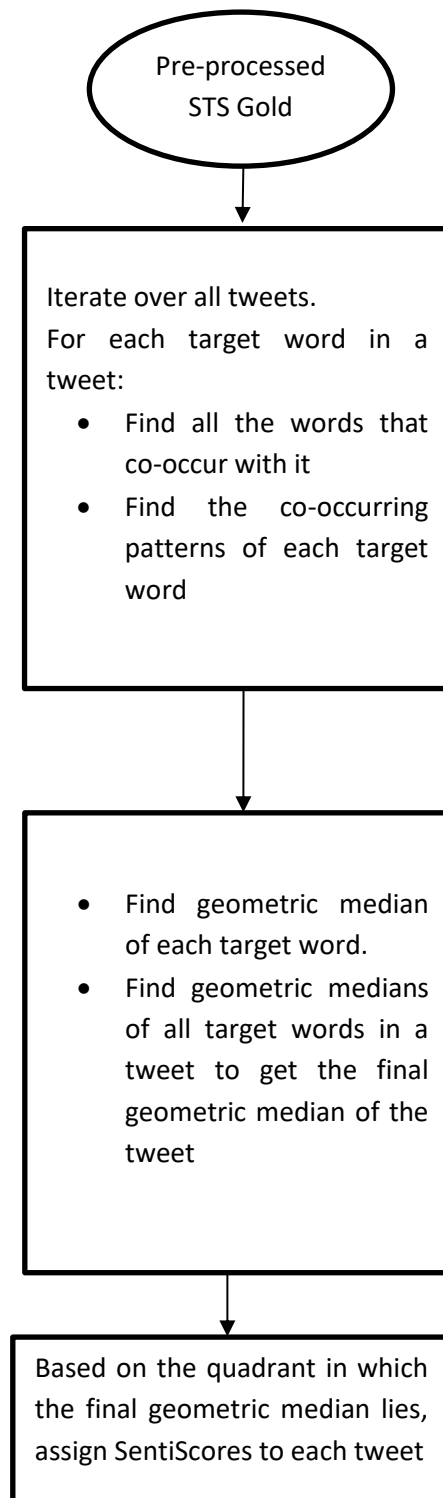 Pre-processed
STS Gold
Iterate over all tweets.
For each target word in a
tweet:
• Find all the words that
co-occur with it
• Find the co-occurring
patterns of each target
word
• Find geometric median
of each target word.
• Find geometric medians
of all target words in a
tweet to get the final
geometric median of the
tweet
Based on the quadrant in which
the final geometric median lies,
assign SentiScores to each tweet